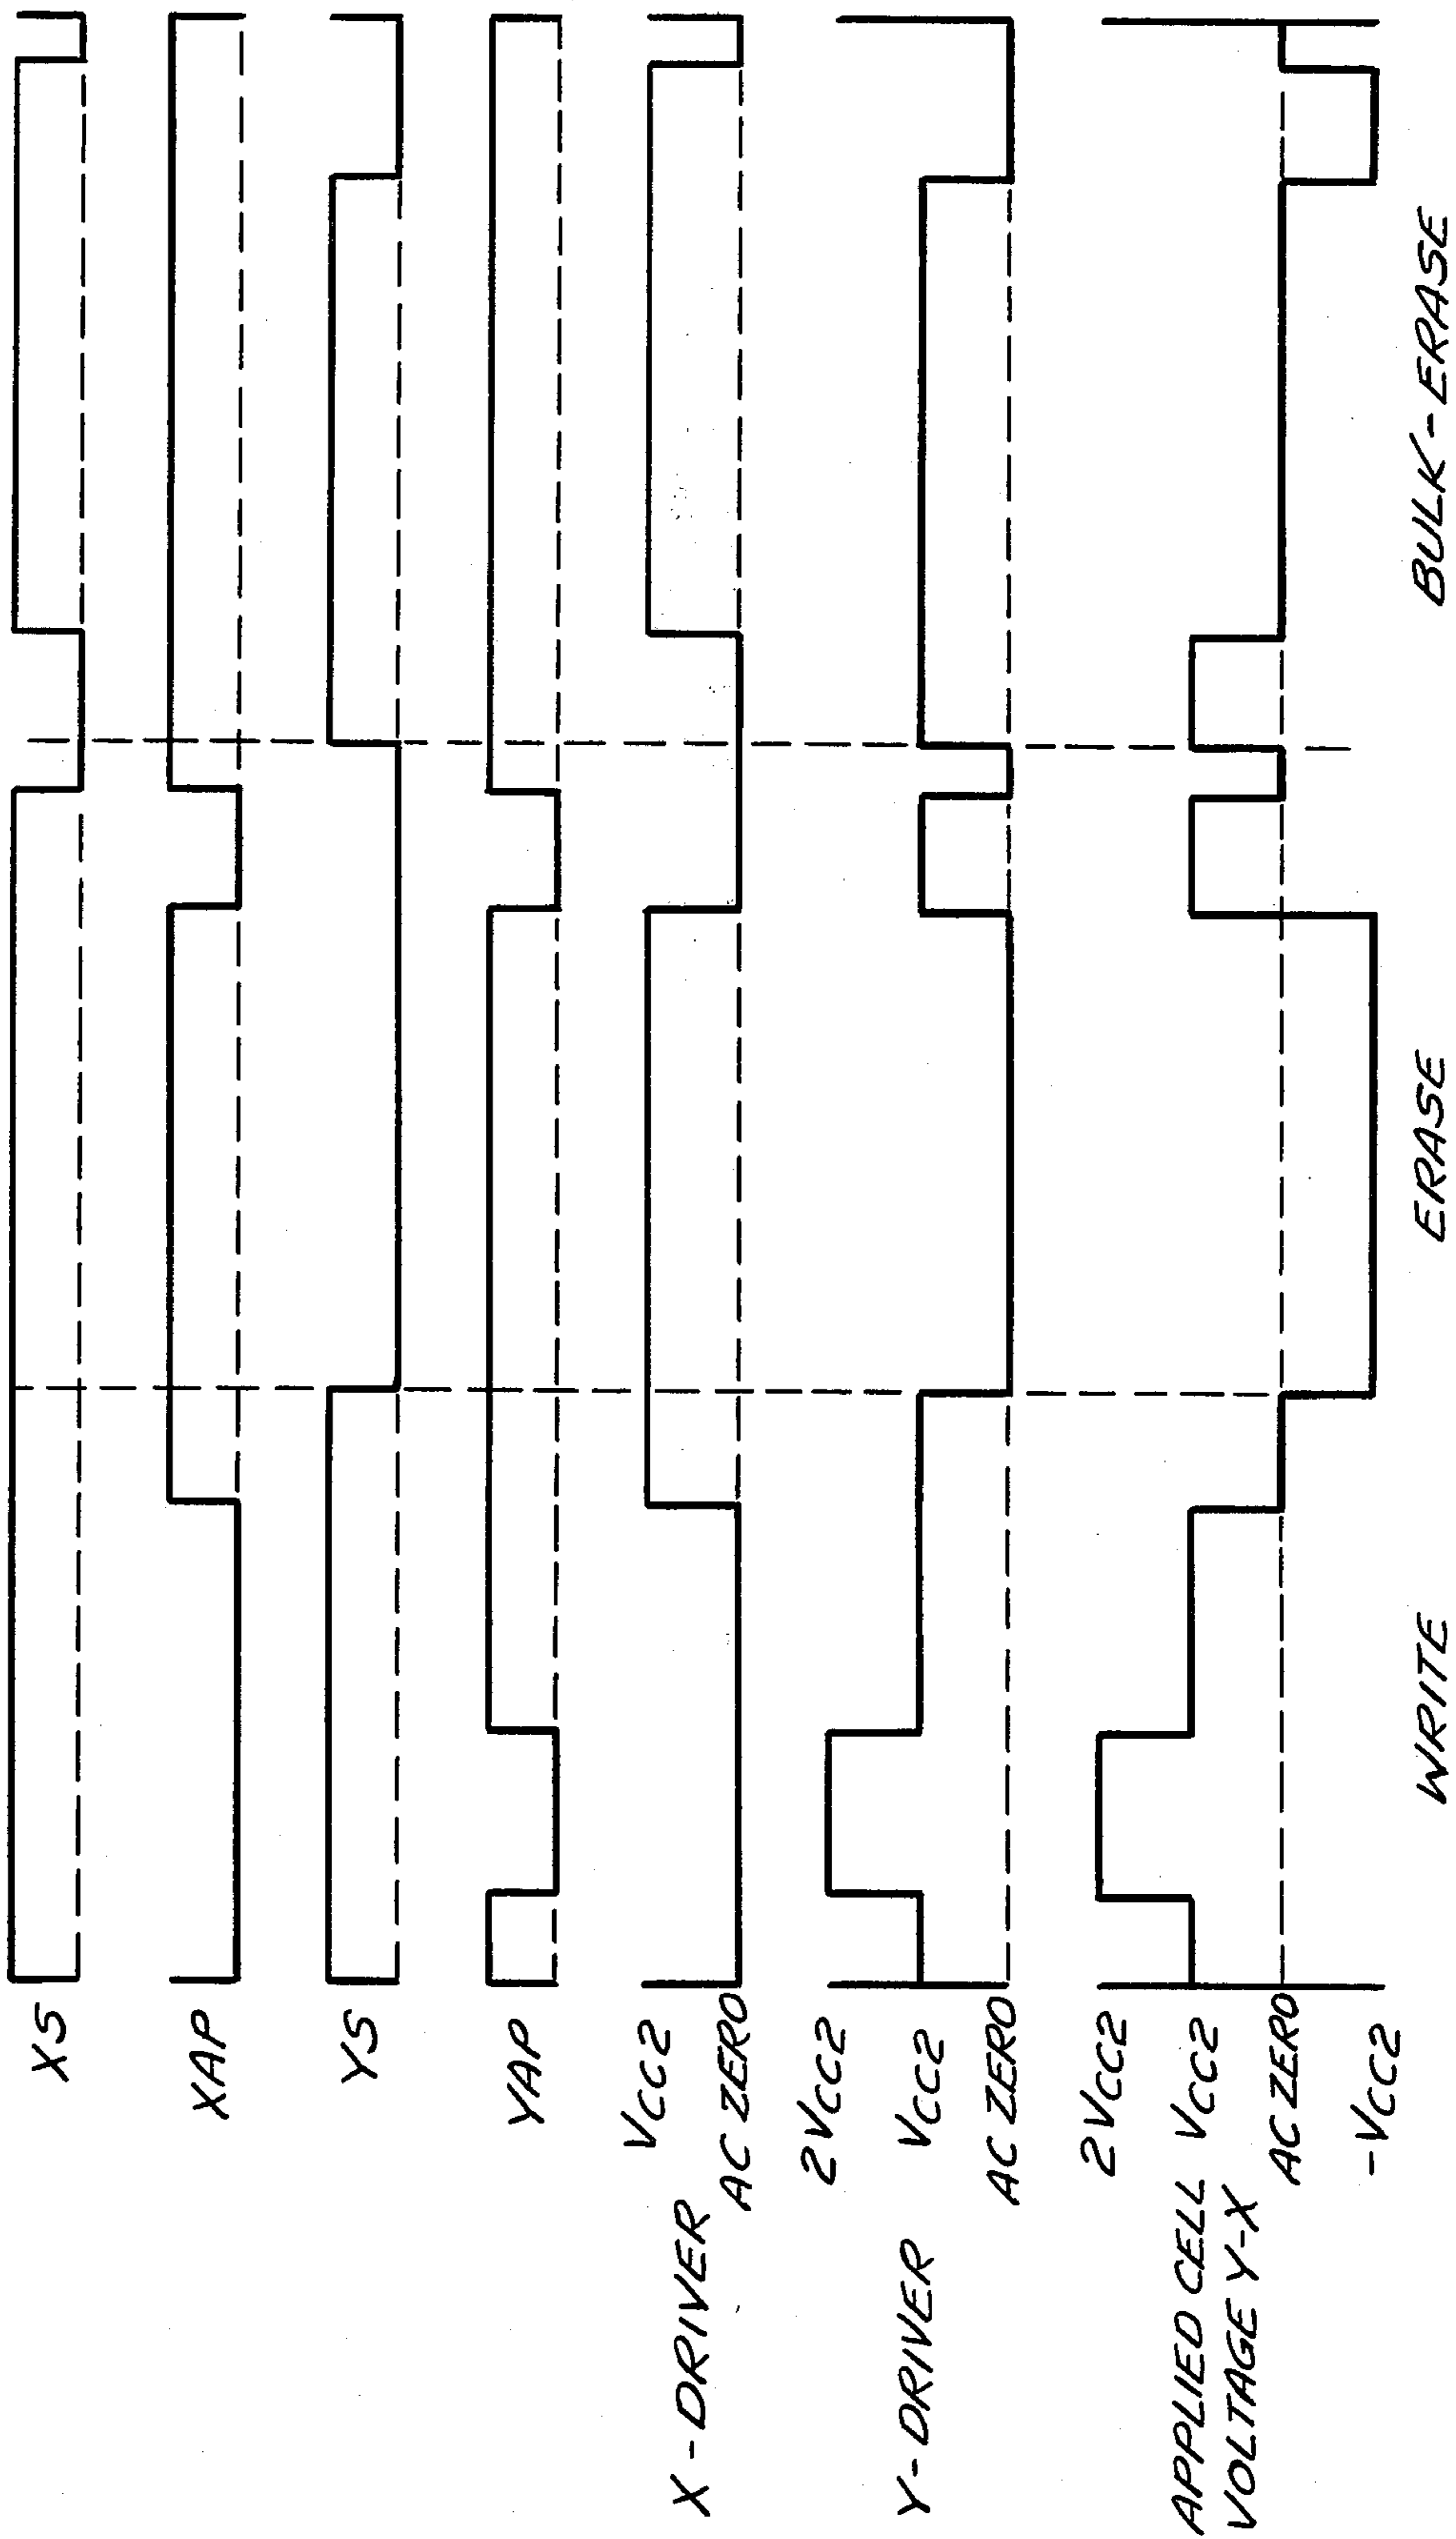 XS
XAP
YS
YAP
X-DRIVER
VCC2
AC ZERO
Y-DRIVER
2VCC2
VCC2
AC ZERO
APPLIED CELL
VOLTAGE Y-X
2VCC2
VCC2
AC ZERO
-VCC2
WRITE
ERASE
BULK-ERASE